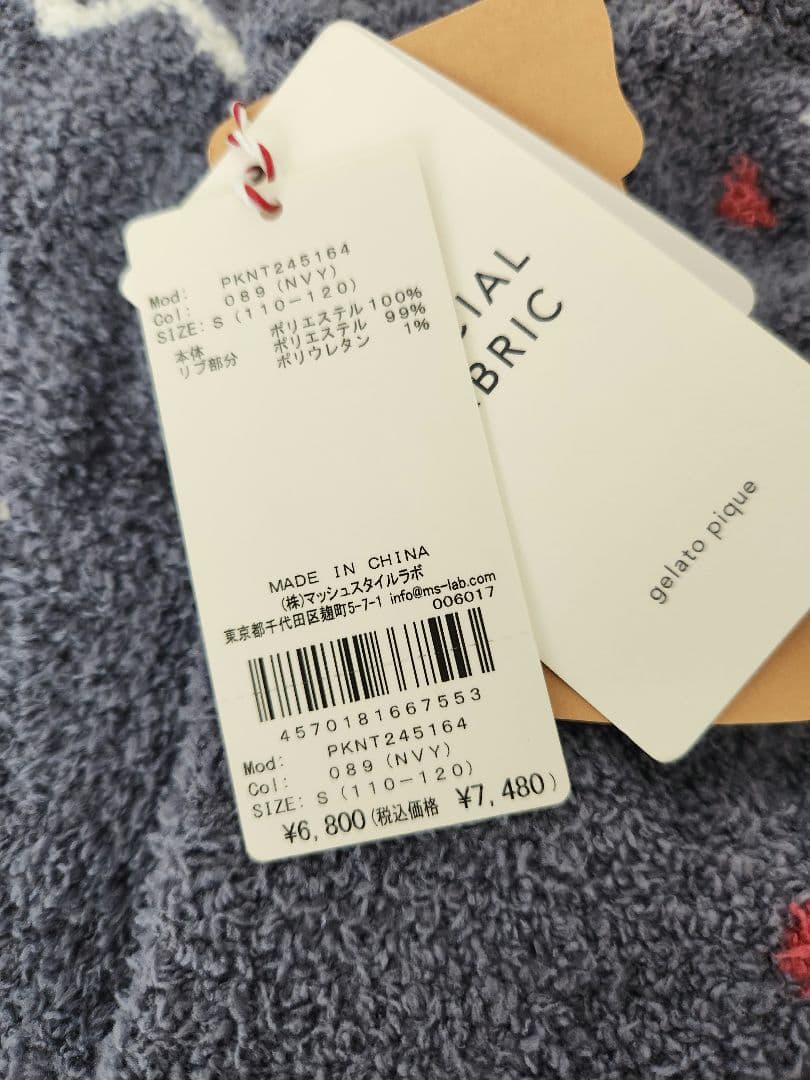 Mod: PKNT245164
Col: 089 (NVY)
SIZE: S (110-120)
本体 ポリエステル 100%
リブ部分 ポリエステル 99%
ポリウレタン 1%
MADE IN CHINA
(株)マッシュスタイルラボ
東京都千代田区麹町5-7-1 info@ms-lab.com
006017
4570181667553
Mod: PKNT245164
Col: 089 (NVY)
SIZE: S (110-120)
¥6,800 (税込価格 ¥7,480)
IAL
BRIC
gelato pique